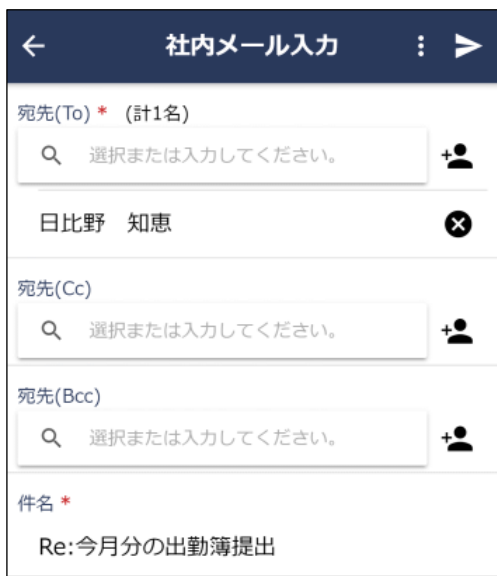 社内メール入力
宛先(To) * (計1名)
選択または入力してください。
日比野　知恵
宛先(Cc)
選択または入力してください。
宛先(Bcc)
選択または入力してください。
件名 *
Re:今月分の出勤簿提出